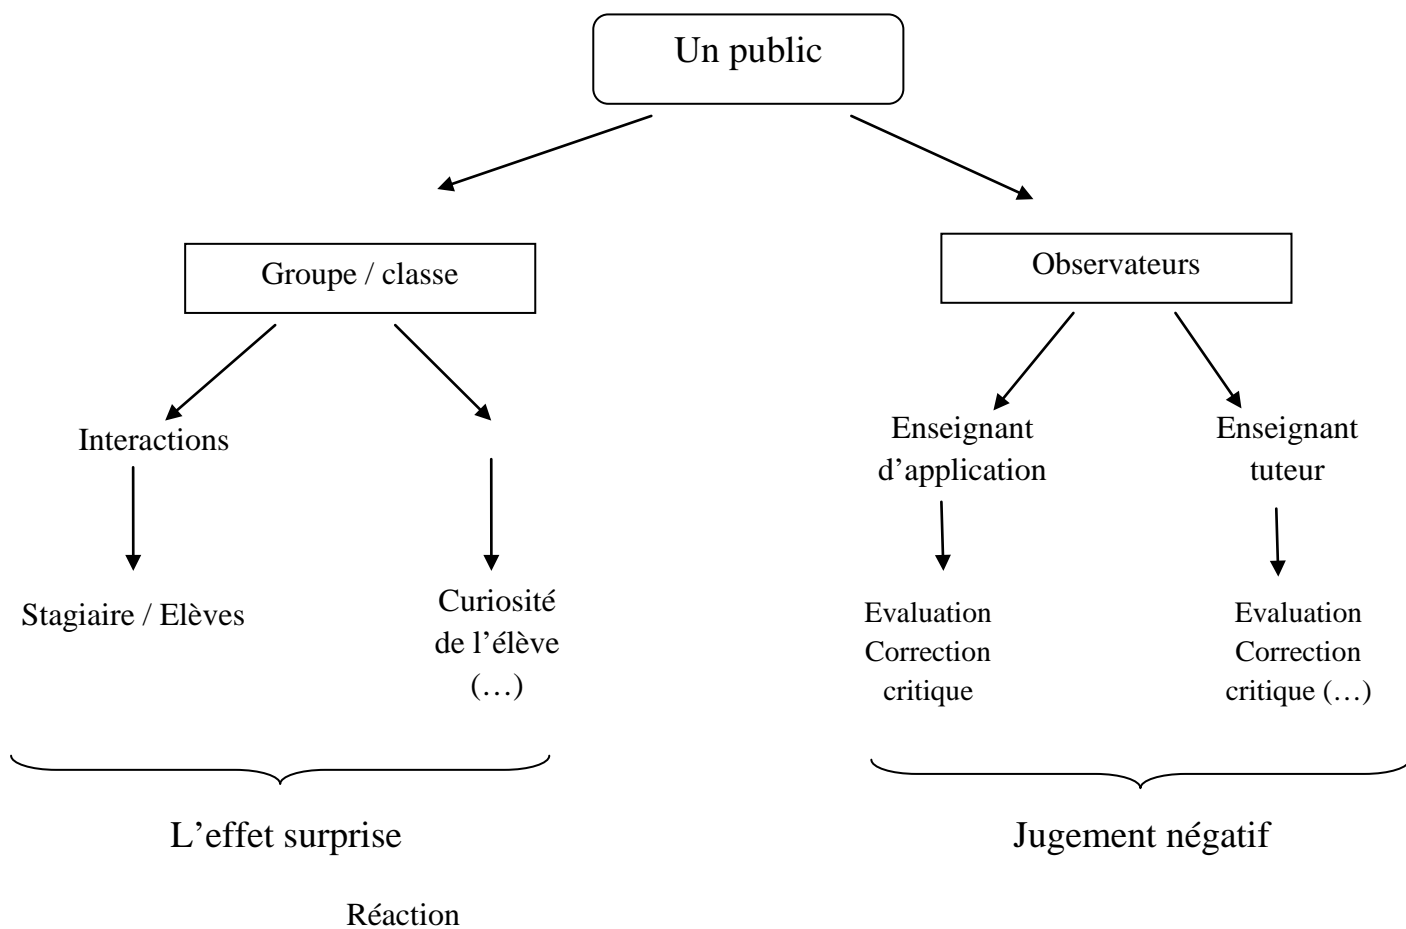 Un public
Groupe / classe
Observateurs
Interactions
Enseignant
d’application
Enseignant
tuteur
Stagiaire / Elèves
Curiosité
de l’élève
(…)
Evaluation
Correction
critique
Evaluation
Correction
critique (…)
L’effet surprise
Jugement négatif
Réaction